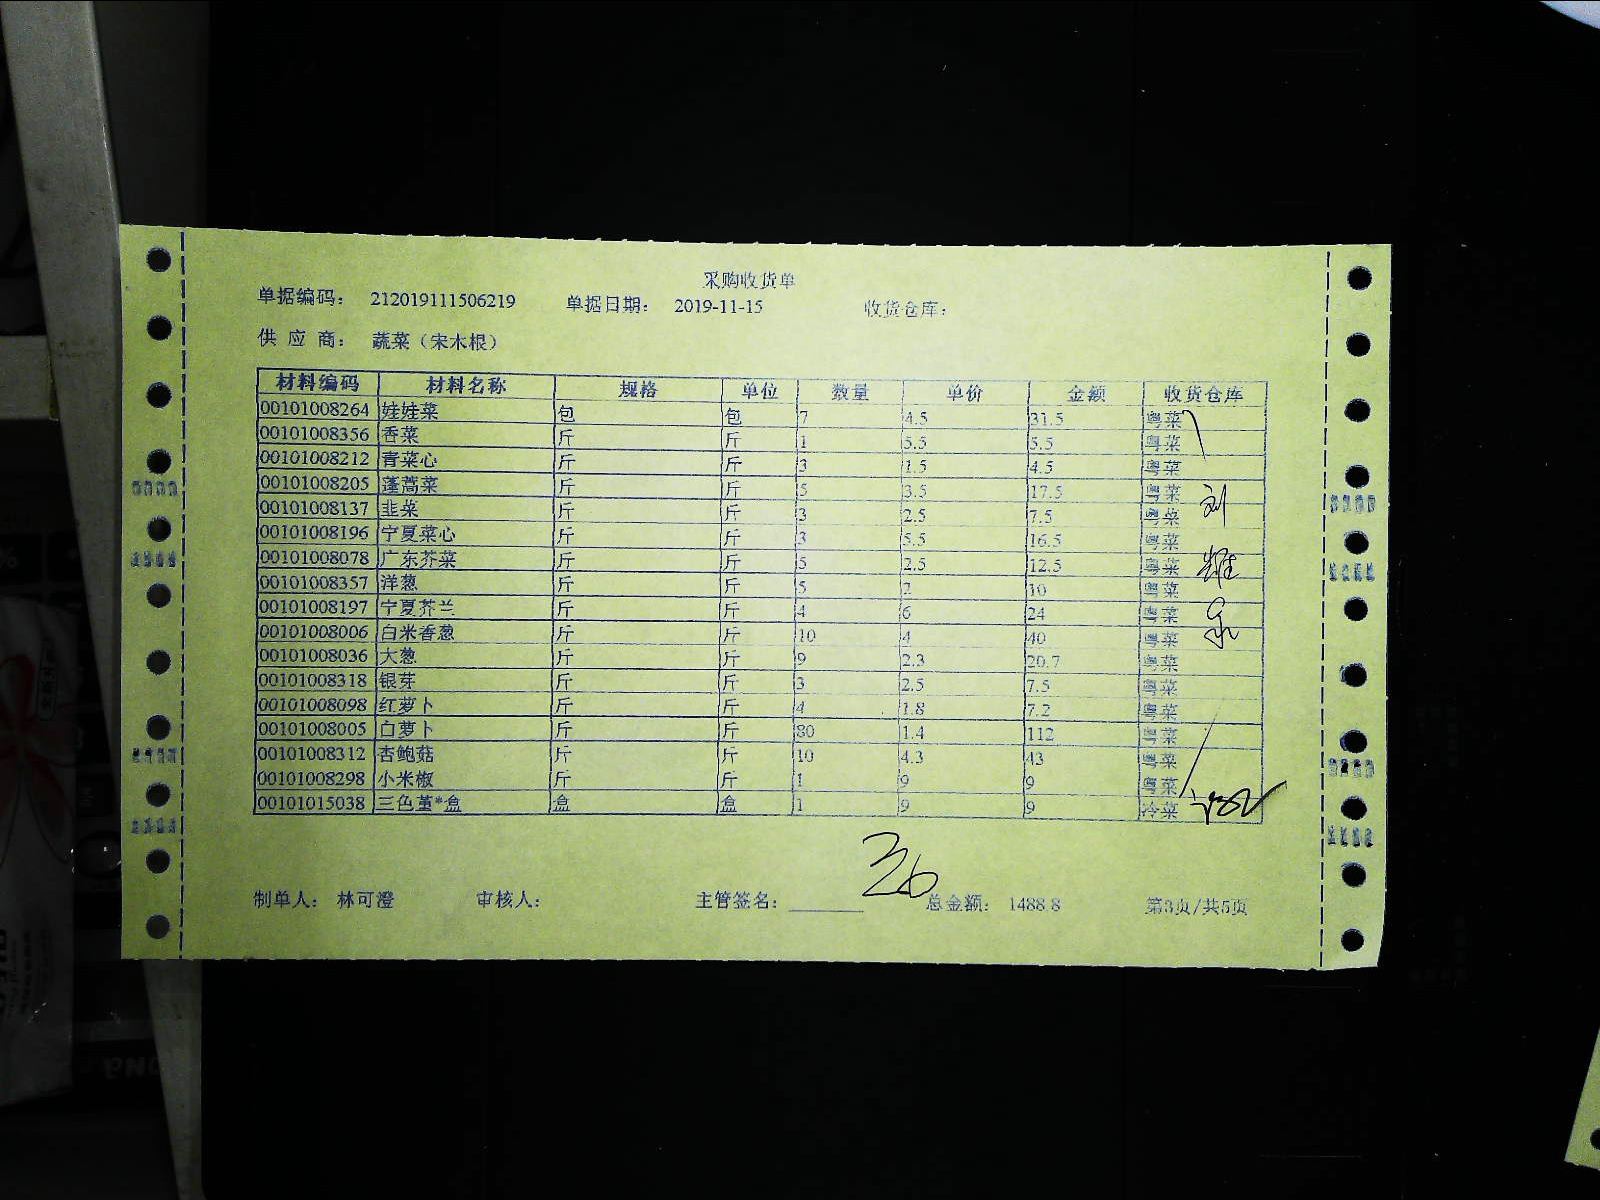 采购收货单
单据编码: 212019111506219 单据日期: 2019-11-15 收货仓库:
供 应 商: 蔬菜（宋木根）
材料编码 材料名称 规格 单位 数量 单价 金额 收货仓库
00101008264 娃娃菜 包 包 7 4.5 31.5 粤菜
00101008356 香菜 斤 斤 1 5.5 5.5 粤菜
00101008212 青菜心 斤 斤 3 1.5 4.5 粤菜
00101008205 蓬蒿菜 斤 斤 5 3.5 17.5 粤菜
00101008137 韭菜 斤 斤 3 2.5 7.5 粤菜
00101008196 宁夏菜心 斤 斤 3 5.5 16.5 粤菜
00101008078 广东芥菜 斤 斤 5 2.5 12.5 粤菜
00101008357 洋葱 斤 斤 5 2 10 粤菜
00101008197 宁夏芥兰 斤 斤 4 6 24 粤菜
00101008006 白米香葱 斤 斤 10 4 40 粤菜
00101008036 大葱 斤 斤 9 2.3 20.7 粤菜
00101008318 银芽 斤 斤 3 2.5 7.5 粤菜
00101008098 红萝卜 斤 斤 4 1.8 7.2 粤菜
00101008005 白萝卜 斤 斤 80 1.4 112 粤菜
00101008312 杏鲍菇 斤 斤 10 4.3 43 粤菜
00101008298 小米椒 斤 斤 1 9 9 粤菜
00101015038 三色堇*盒 盒 盒 1 9 9 冷菜
36
制单人: 林可澄 审核人: 主管签名: 总金额: 1488.8 第3页/共5页